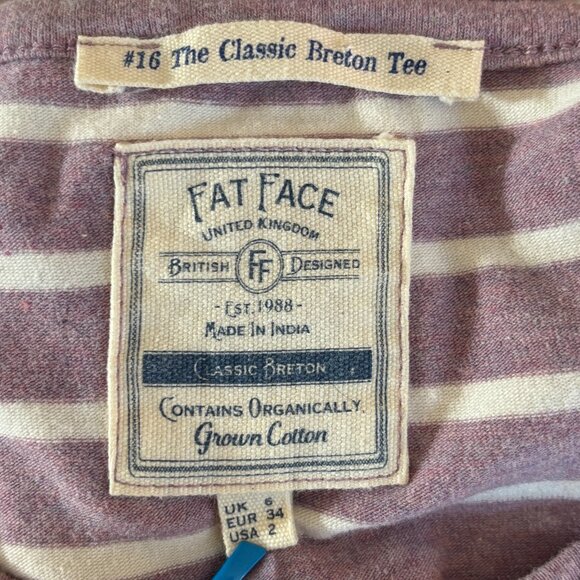 #16 The Classic Breton Tee
FAT FACE
UNITED KINGDOM
BRITISH FF DESIGNED
- EST. 1988 -
MADE IN INDIA
CLASSIC BRETON
CONTAINS ORGANICALLY
Grown Cotton
UK 6
EUR 34
USA 2